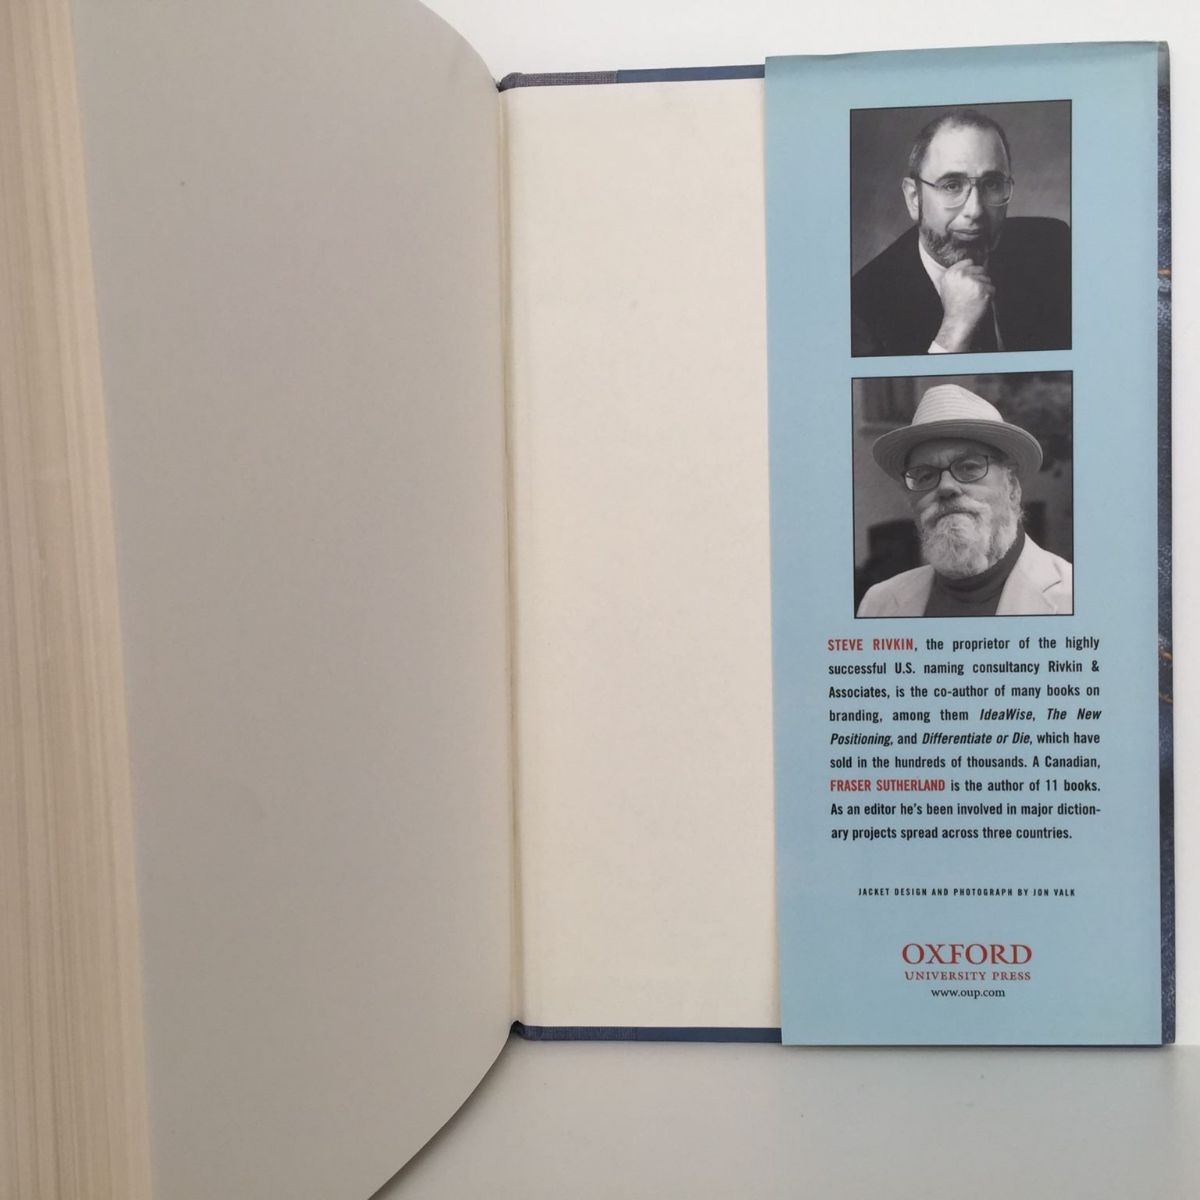 STEVE RIVKIN, the proprietor of the highly
successful U.S. naming consultancy Rivkin &
Associates, is the co-author of many books on
branding, among them IdeaWise, The New
Positioning, and Differentiate or Die, which have
sold in the hundreds of thousands. A Canadian,
FRASER SUTHERLAND is the author of 11 books.
As an editor he's been involved in major diction-
ary projects spread across three countries.
JACKET DESIGN AND PHOTOGRAPH BY JON VALK
OXFORD
UNIVERSITY PRESS
www.oup.com